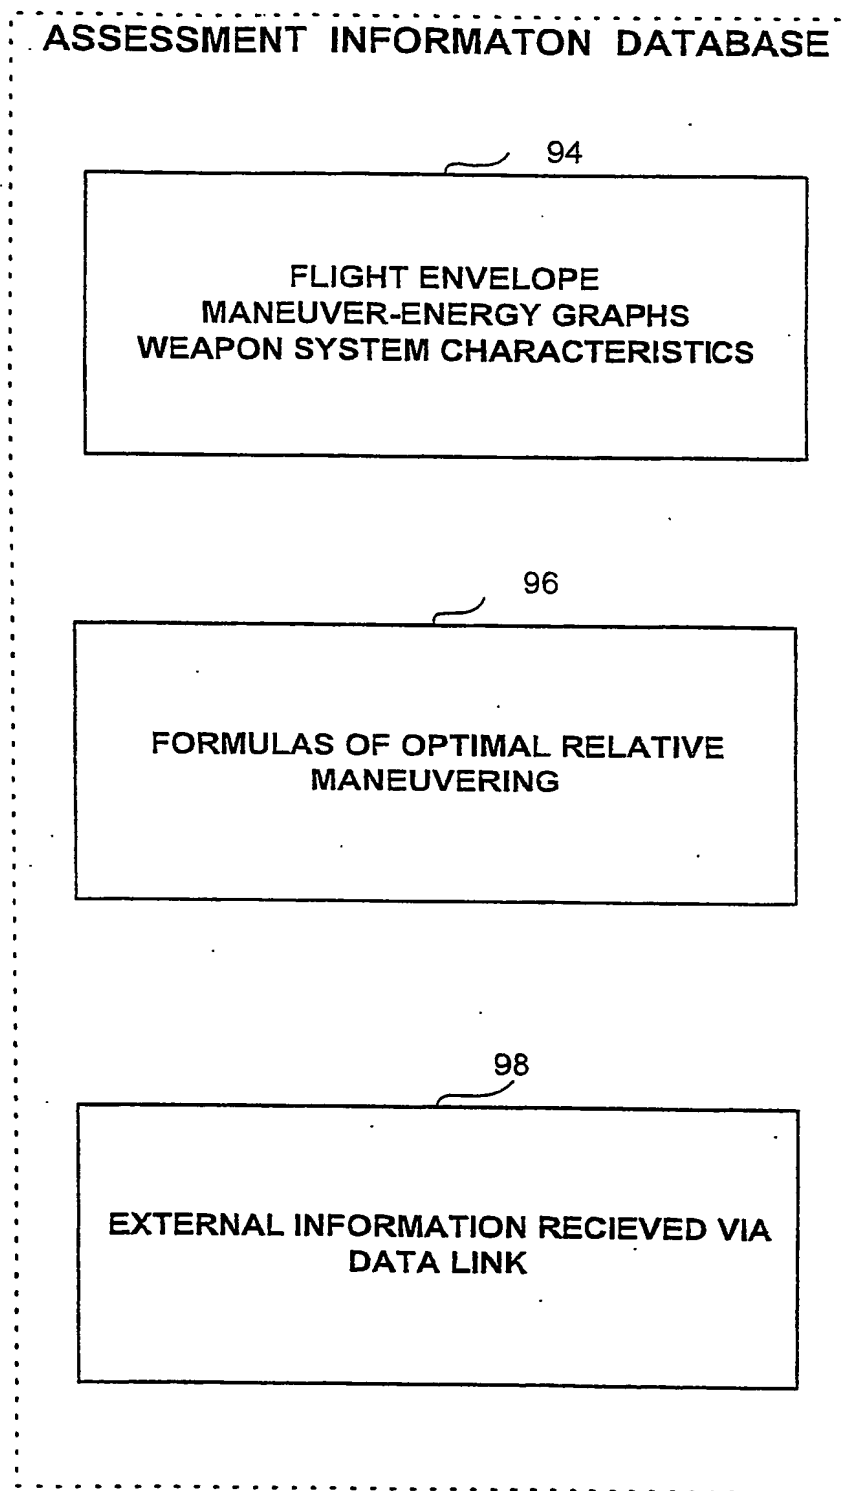 ASSESSMENT INFORMATON DATABASE
94
FLIGHT ENVELOPE
MANEUVER-ENERGY GRAPHS
WEAPON SYSTEM CHARACTERISTICS
96
FORMULAS OF OPTIMAL RELATIVE
MANEUVERING
98
EXTERNAL INFORMATION RECIEVED VIA
DATA LINK